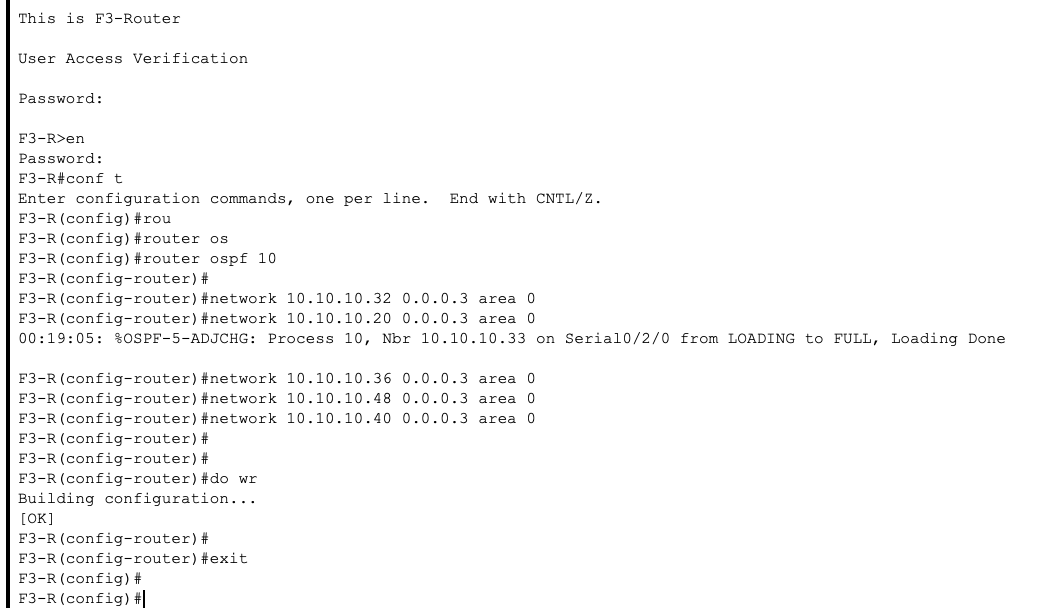 This is F3-Router
User Access Verification
Password:
F3-R>en
Password:
F3-R#conf t
Enter configuration commands, one per line.  End with CNTL/Z.
F3-R(config)#rou
F3-R(config)#router os
F3-R(config)#router ospf 10
F3-R(config-router)#
F3-R(config-router)#network 10.10.10.32 0.0.0.3 area 0
F3-R(config-router)#network 10.10.10.20 0.0.0.3 area 0
00:19:05: %OSPF-5-ADJCHG: Process 10, Nbr 10.10.10.33 on Serial0/2/0 from LOADING to FULL, Loading Done
F3-R(config-router)#network 10.10.10.36 0.0.0.3 area 0
F3-R(config-router)#network 10.10.10.48 0.0.0.3 area 0
F3-R(config-router)#network 10.10.10.40 0.0.0.3 area 0
F3-R(config-router)#
F3-R(config-router)#
F3-R(config-router)#do wr
Building configuration...
[OK]
F3-R(config-router)#
F3-R(config-router)#exit
F3-R(config)#
F3-R(config)#